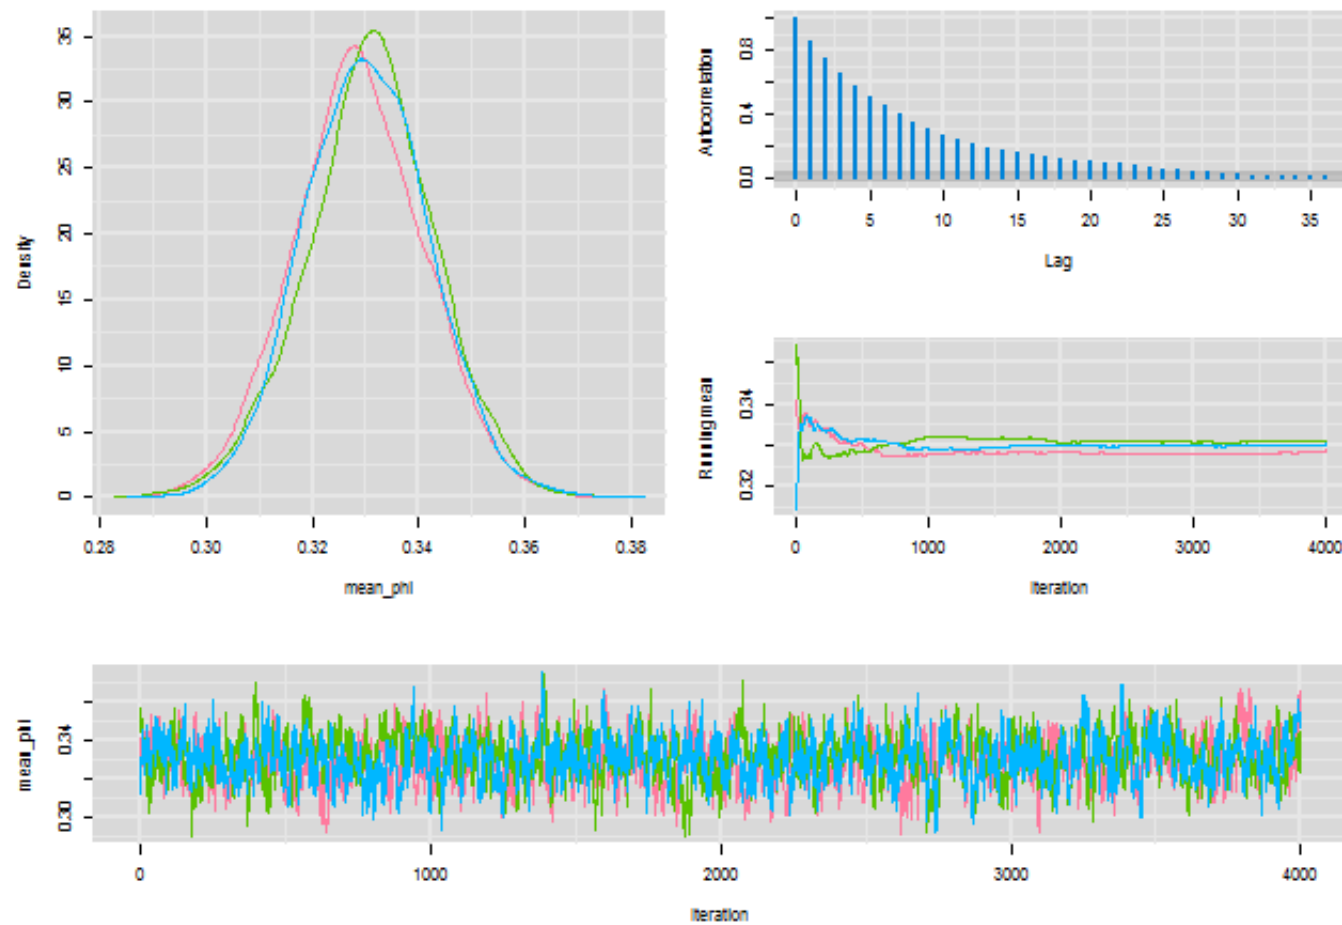 Density
0 5 10 15 20 25 30 35
0.28 0.30 0.32 0.34 0.36 0.38
mean_phi
Autocorrelation
0.0 0.4 0.8
0 5 10 15 20 25 30 35
Lag
Running mean
0.32 0.34
0 1000 2000 3000 4000
Iteration
mean_phi
0.30 0.34
0 1000 2000 3000 4000
Iteration